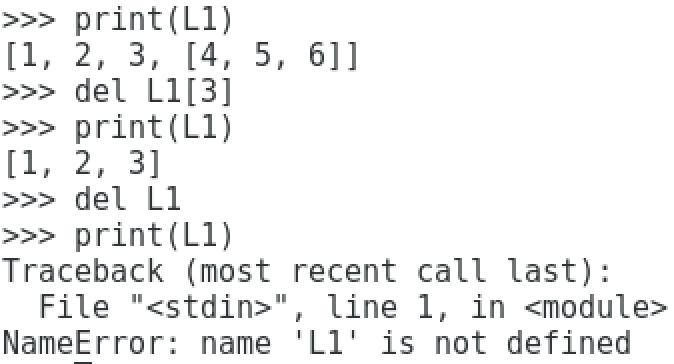 >>> print(L1)
[1, 2, 3, [4, 5, 6]]
>>> del L1[3]
>>> print(L1)
[1, 2, 3]
>>> del L1
>>> print(L1)
Traceback (most recent call last):
  File "<stdin>", line 1, in <module>
NameError: name 'L1' is not defined